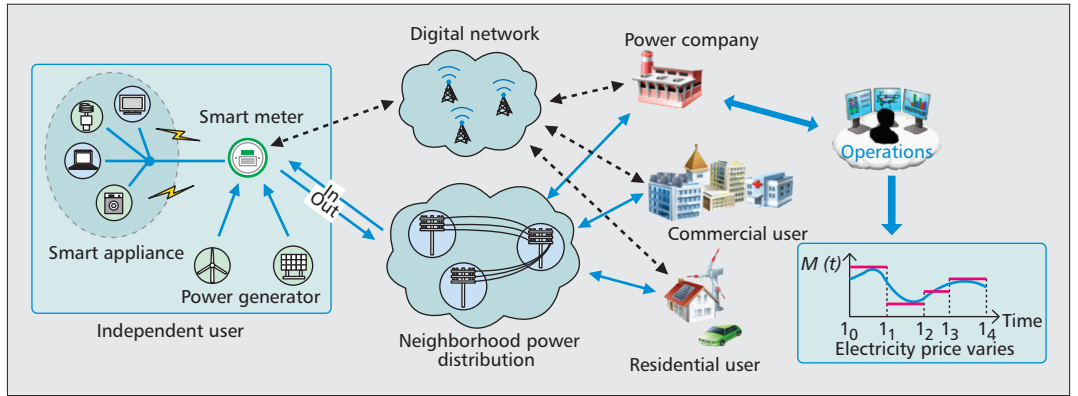 Digital network
Power company
Smart meter
Operations
In
Out
Smart appliance
Power generator
Independent user
Neighborhood power
distribution
Commercial user
Residential user
M (t)
Time
1₀ 1₁ 1₂ 1₃ 1₄
Electricity price varies